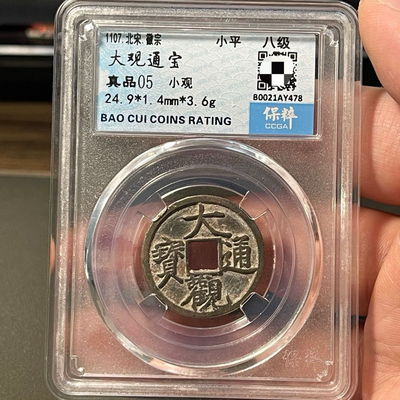 1107.北宋.徽宗 小平 八级
大观通宝
真品05 小观
24.9*1.4mm*3.6g
BAO CUI COINS RATING
B0021AY478
保粹
CCGA
大
寶 通
觀